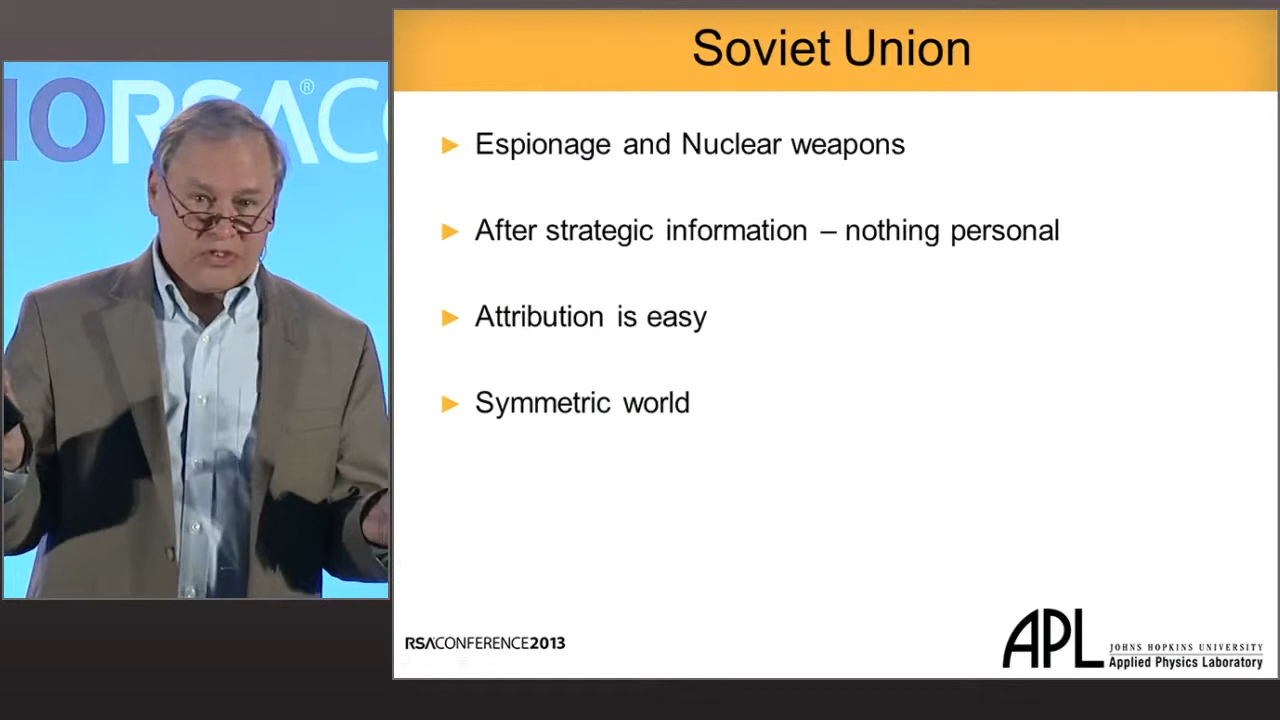 IORSAC
®
Soviet Union
► Espionage and Nuclear weapons
► After strategic information – nothing personal
► Attribution is easy
► Symmetric world
RSACONFERENCE2013
APL
JOHNS HOPKINS UNIVERSITY
Applied Physics Laboratory